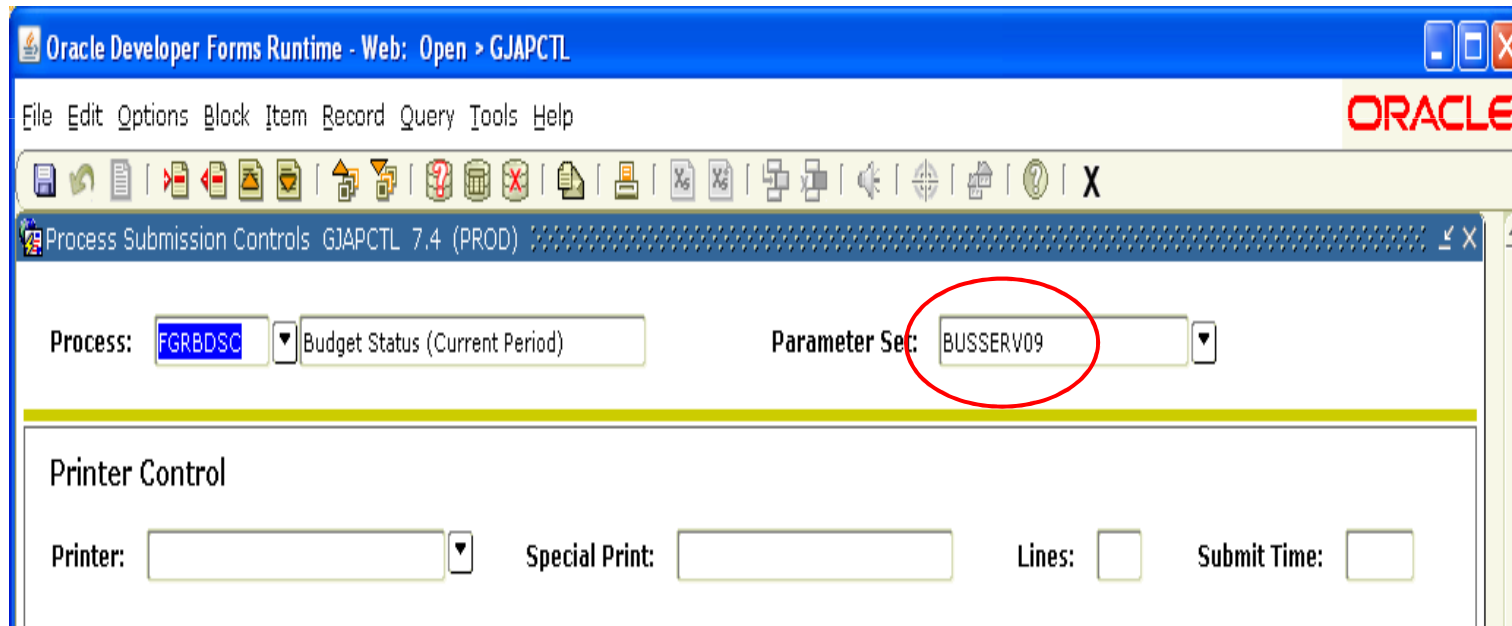 Oracle Developer Forms Runtime - Web: Open > GJAPCTL
File Edit Options Block Item Record Query Tools Help
ORACLE
Process Submission Controls GJAPCTL 7.4 (PROD)
Process: FGRBDSC Budget Status (Current Period) Parameter Set: BUSSERV09
Printer Control
Printer: Special Print: Lines: Submit Time: